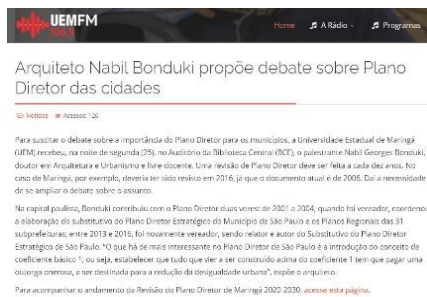 UEMFM
106,9
Home A Rádio Programas
Arquiteto Nabil Bonduki propõe debate sobre Plano
Diretor das cidades
Notícias Acessos: 126
Para suscitar o debate sobre a importância do Plano Diretor para os municípios, a Universidade Estadual de Maringá
(UEM) recebeu, na noite de segunda (25), no Auditório da Biblioteca Central (BCE), o palestrante Nabil Georges Bonduki,
doutor em Arquitetura e Urbanismo e livre docente. Uma revisão de Plano Diretor deve ser feita a cada dez anos. No
caso de Maringá, por exemplo, deveria ter sido revisto em 2016, já que o documento atual é de 2006. Daí a necessidade
de se ampliar o debate sobre o assunto.
Na capital paulista, Bonduki contribuiu com o Plano Diretor duas vezes: de 2001 a 2004, quando foi vereador, coordenou
a elaboração do substitutivo do Plano Diretor Estratégico do Município de São Paulo e os Planos Regionais das 31
subprefeituras; entre 2013 e 2016, foi novamente vereador, sendo relator e autor do Substitutivo do Plano Diretor
Estratégico de São Paulo. "O que há de mais interessante no Plano Diretor de São Paulo é a introdução do conceito de
coeficiente básico 1, ou seja, estabelecer que tudo que vier a ser construído acima do coeficiente 1 tem que pagar uma
outorga onerosa, a ser destinada para a redução da desigualdade urbana", expõe o arquiteto.
Para acompanhar o andamento da Revisão do Plano Diretor de Maringá 2020 2030, acesse esta página.